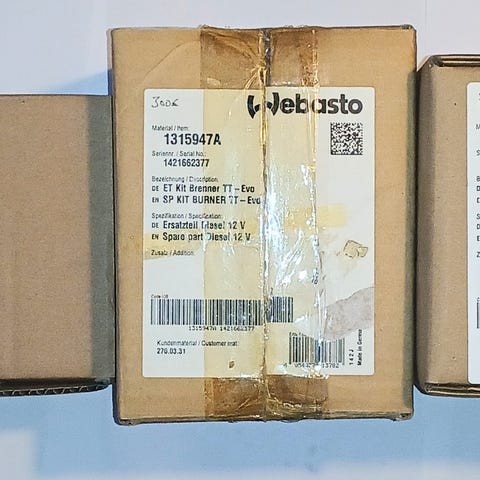 300€
Webasto
Material / Item:
1315947A
Seriennr. / Serial No.:
1421662377
Bezeichnung / Description:
DE ET Kit Brenner TT-Evo
EN SP KIT BURNER TT-Evo
Spezifikation / Specification:
DE Ersatzteil Diesel 12 V
EN Spare part Diesel 12 V
Zusatz / Addition:
1315947A 1421662377
Kundenmaterial / Customer mat:
276.03.31
142J
Made in Germany